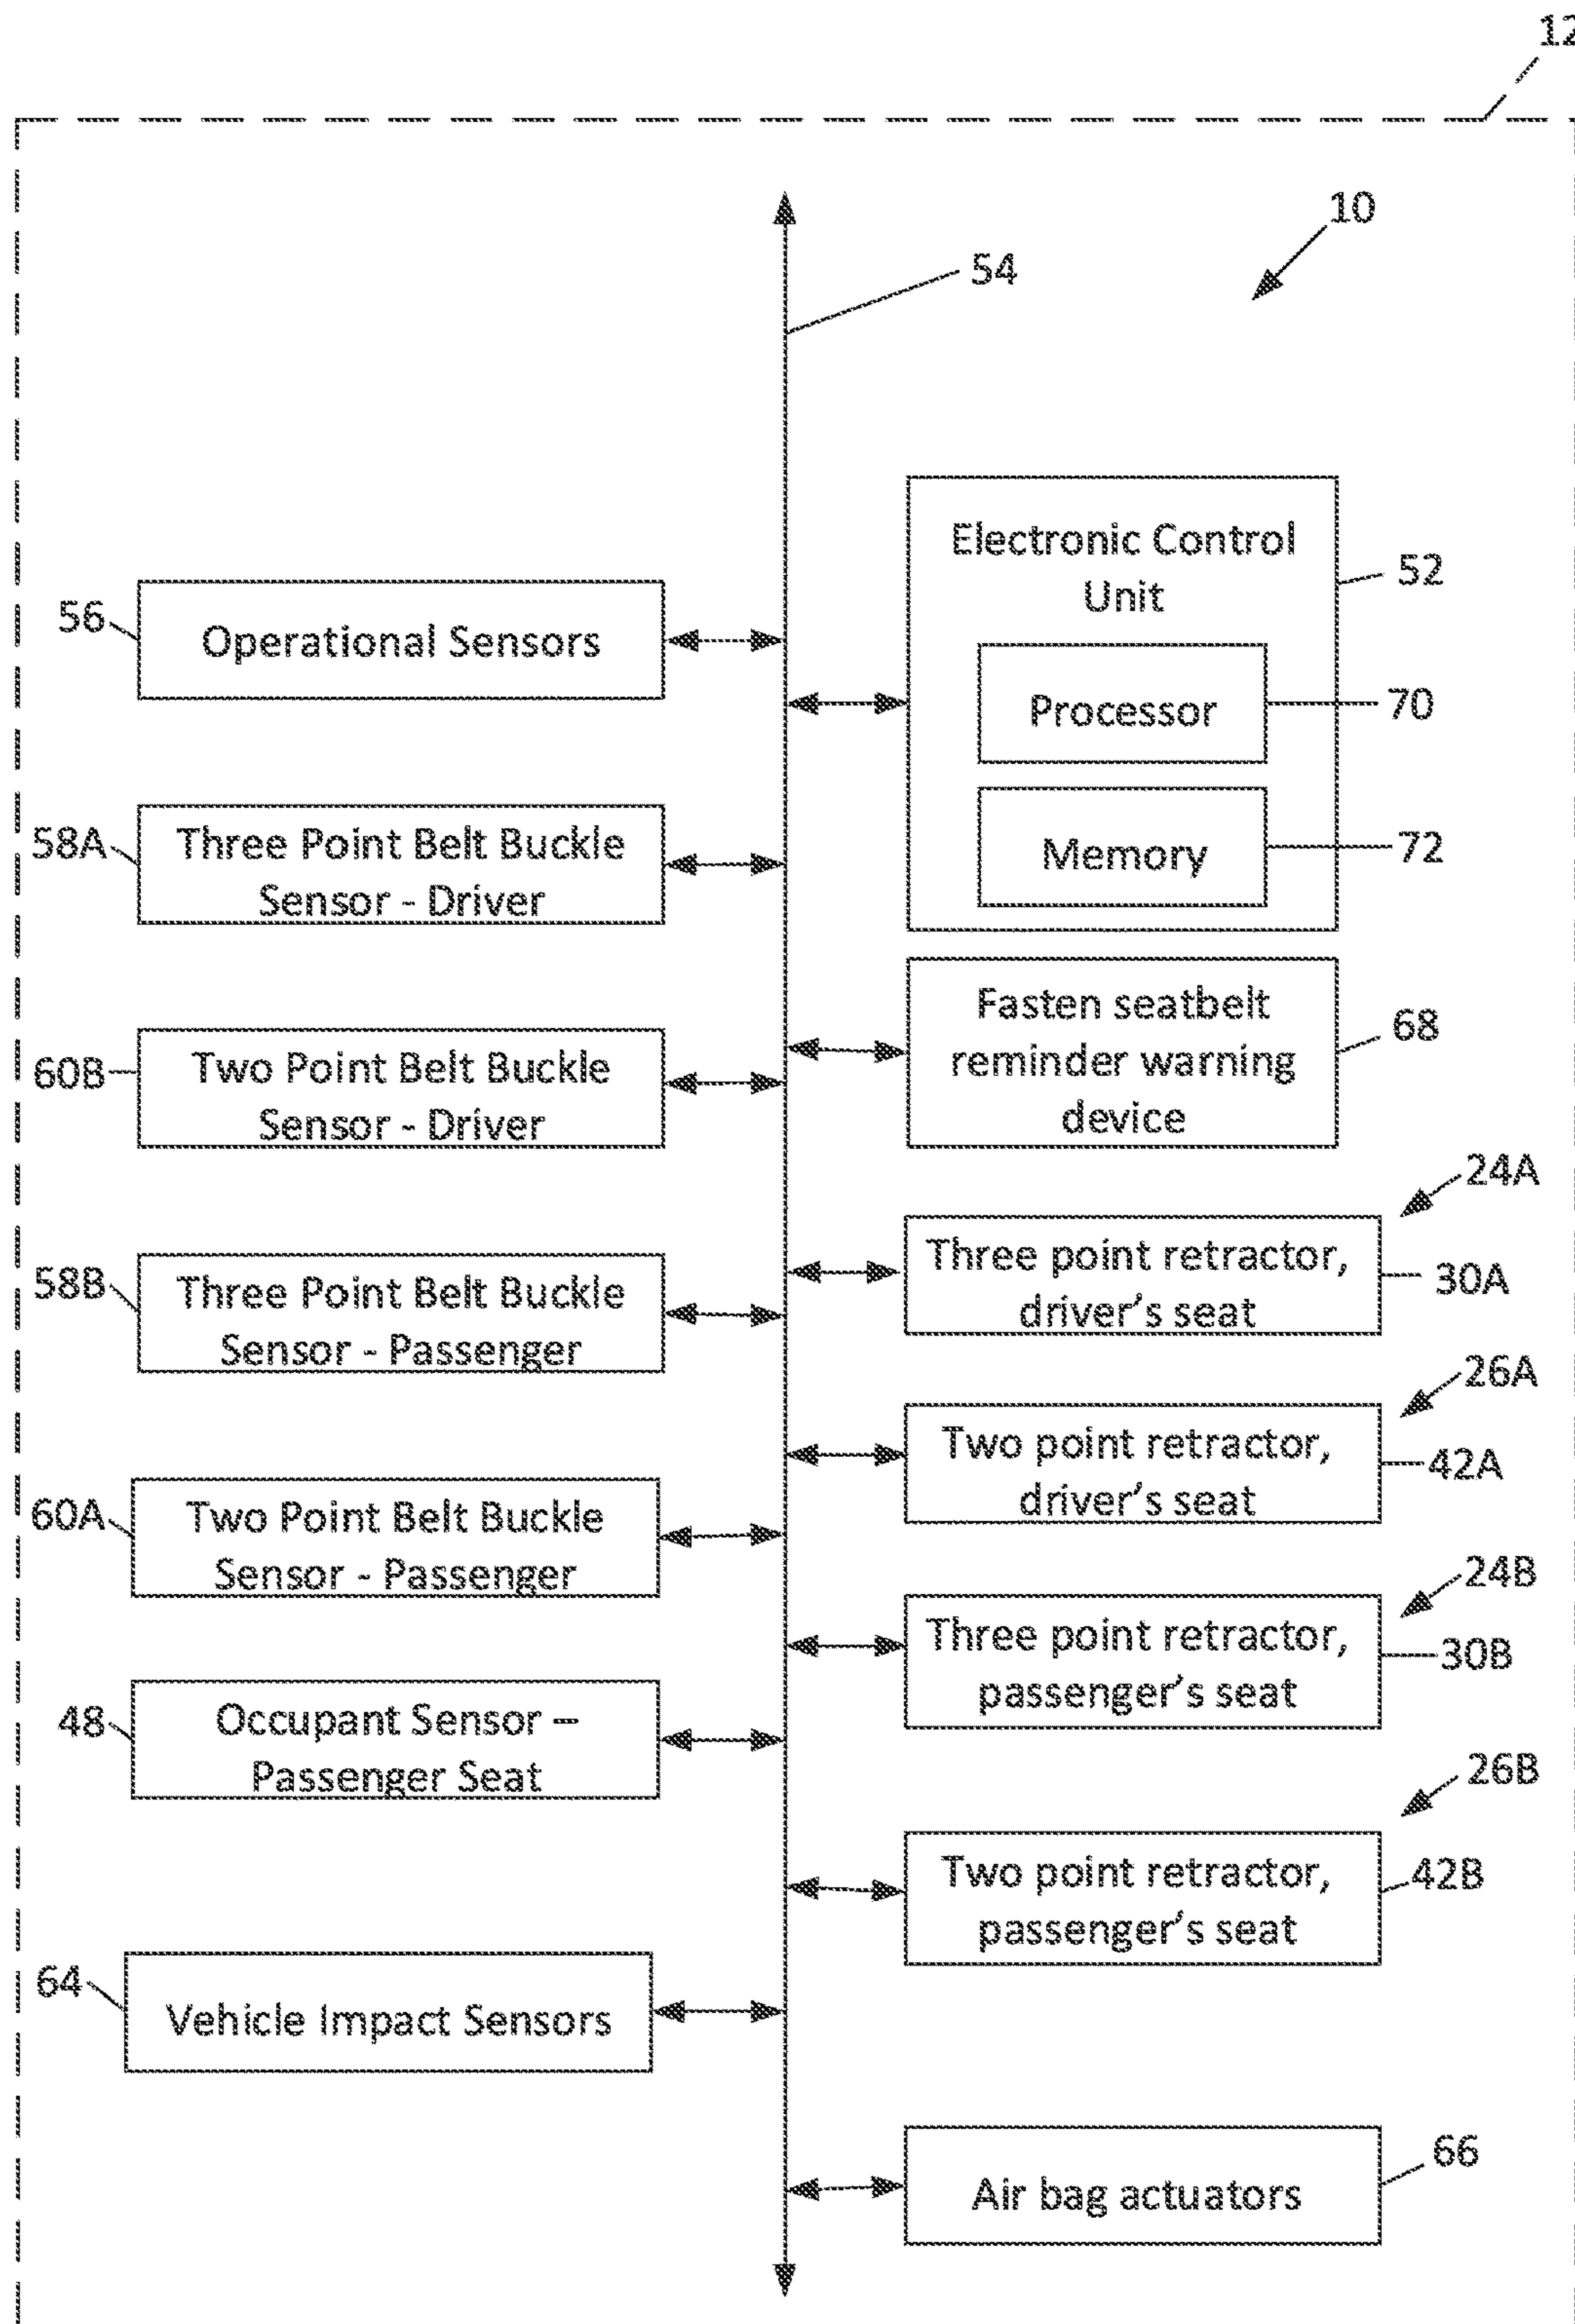 12
10
54
Electronic Control
Unit
52
56
Operational Sensors
Processor
70
58A
Three Point Belt Buckle
Sensor - Driver
Memory
72
Fasten seatbelt
reminder warning
device
68
60B
Two Point Belt Buckle
Sensor - Driver
24A
58B
Three Point Belt Buckle
Sensor - Passenger
Three point retractor,
driver's seat
30A
26A
Two point retractor,
driver's seat
42A
60A
Two Point Belt Buckle
Sensor - Passenger
24B
Three point retractor,
passenger's seat
30B
48
Occupant Sensor –
Passenger Seat
26B
Two point retractor,
passenger's seat
42B
64
Vehicle Impact Sensors
66
Air bag actuators